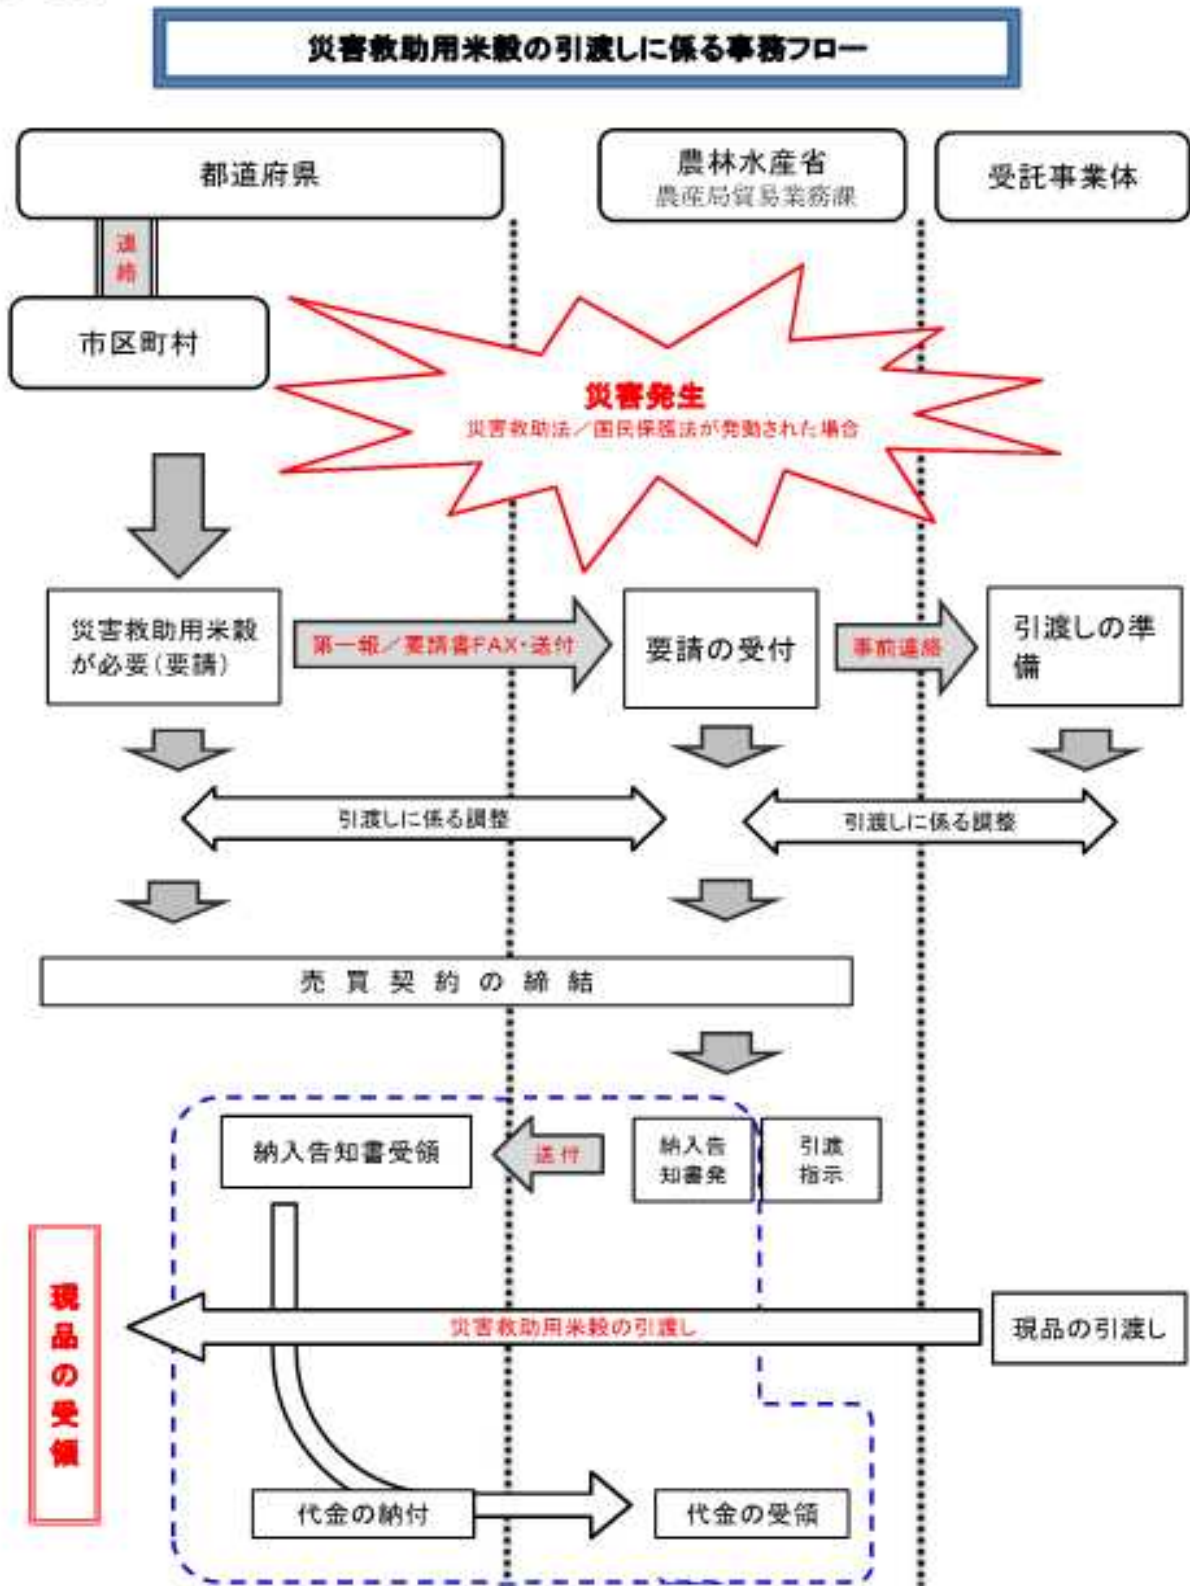 災害救助用米穀の引渡しに係る事務フロー
都道府県
農林水産省
農産局貿易業務課
受託事業体
連
絡
市区町村
災害発生
災害救助法／国民保護法が発動された場合
災害救助用米穀
が必要（要請）
第一報／要請書FAX・送付
要請の受付
事前連絡
引渡しの準
備
引渡しに係る調整
引渡しに係る調整
売買契約の締結
納入告知書受領
送付
納入告
知書発
引渡
指示
現
品
の
受
領
災害救助用米穀の引渡し
現品の引渡し
代金の納付
代金の受領